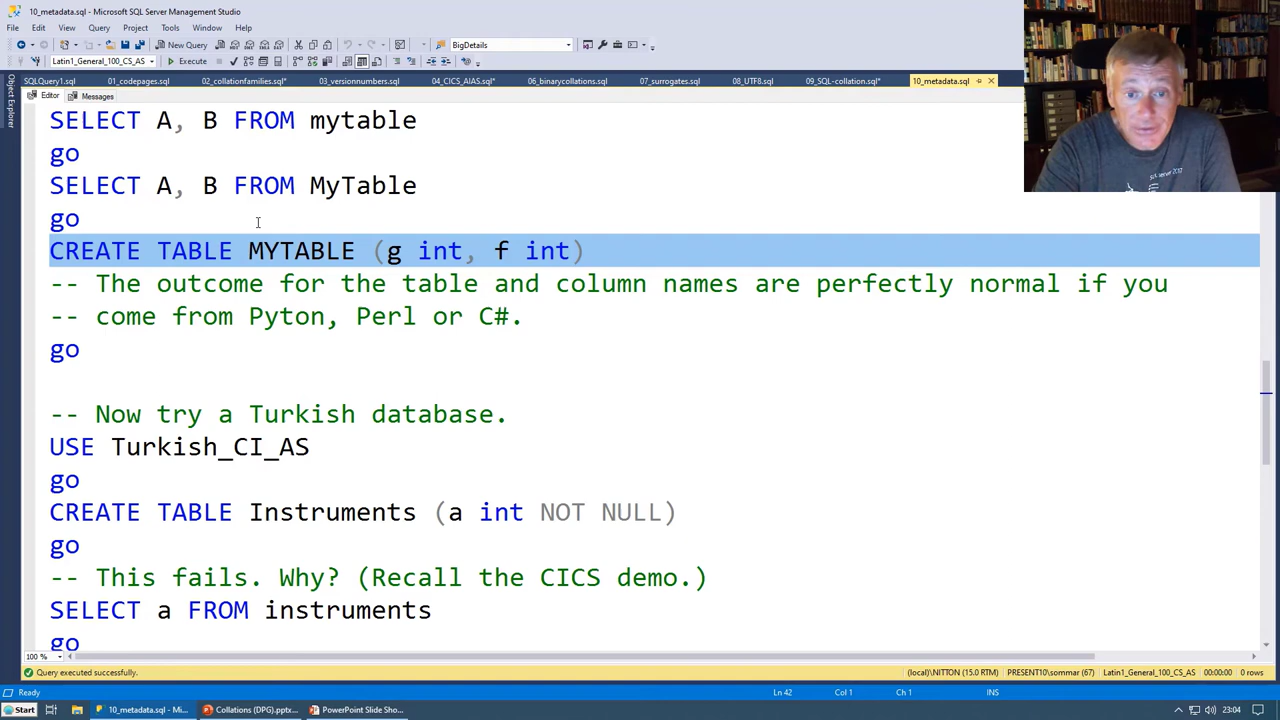 10_metadata.sql - Microsoft SQL Server Management Studio
File Edit View Query Project Tools Window Help
New Query BigDetails
Latin1_General_100_CS_AS Execute
SQLQuery1.sql 01_codepages.sql 02_collationfamilies.sql* 03_versionnumbers.sql 04_CICS_AIAS.sql* 06_binarycollations.sql 07_surrogates.sql 08_UTF8.sql 09_SQL-collation.sql* 10_metadata.sql
Object Explorer
Editor Messages
SELECT A, B FROM mytable
go
SELECT A, B FROM MyTable
go
CREATE TABLE MYTABLE (g int, f int)
-- The outcome for the table and column names are perfectly normal if you
-- come from Pyton, Perl or C#.
go
-- Now try a Turkish database.
USE Turkish_CI_AS
go
CREATE TABLE Instruments (a int NOT NULL)
go
-- This fails. Why? (Recall the CICS demo.)
SELECT a FROM instruments
go
100 %
Query executed successfully. (local)\NITTON (15.0 RTM) PRESENT10\sommar (67) Latin1_General_100_CS_AS 00:00:00 0 rows
Ready Ln 42 Col 1 Ch 1 INS
Start 10_metadata.sql - Mi... Collations (DPG).pptx... PowerPoint Slide Sho... 23:04